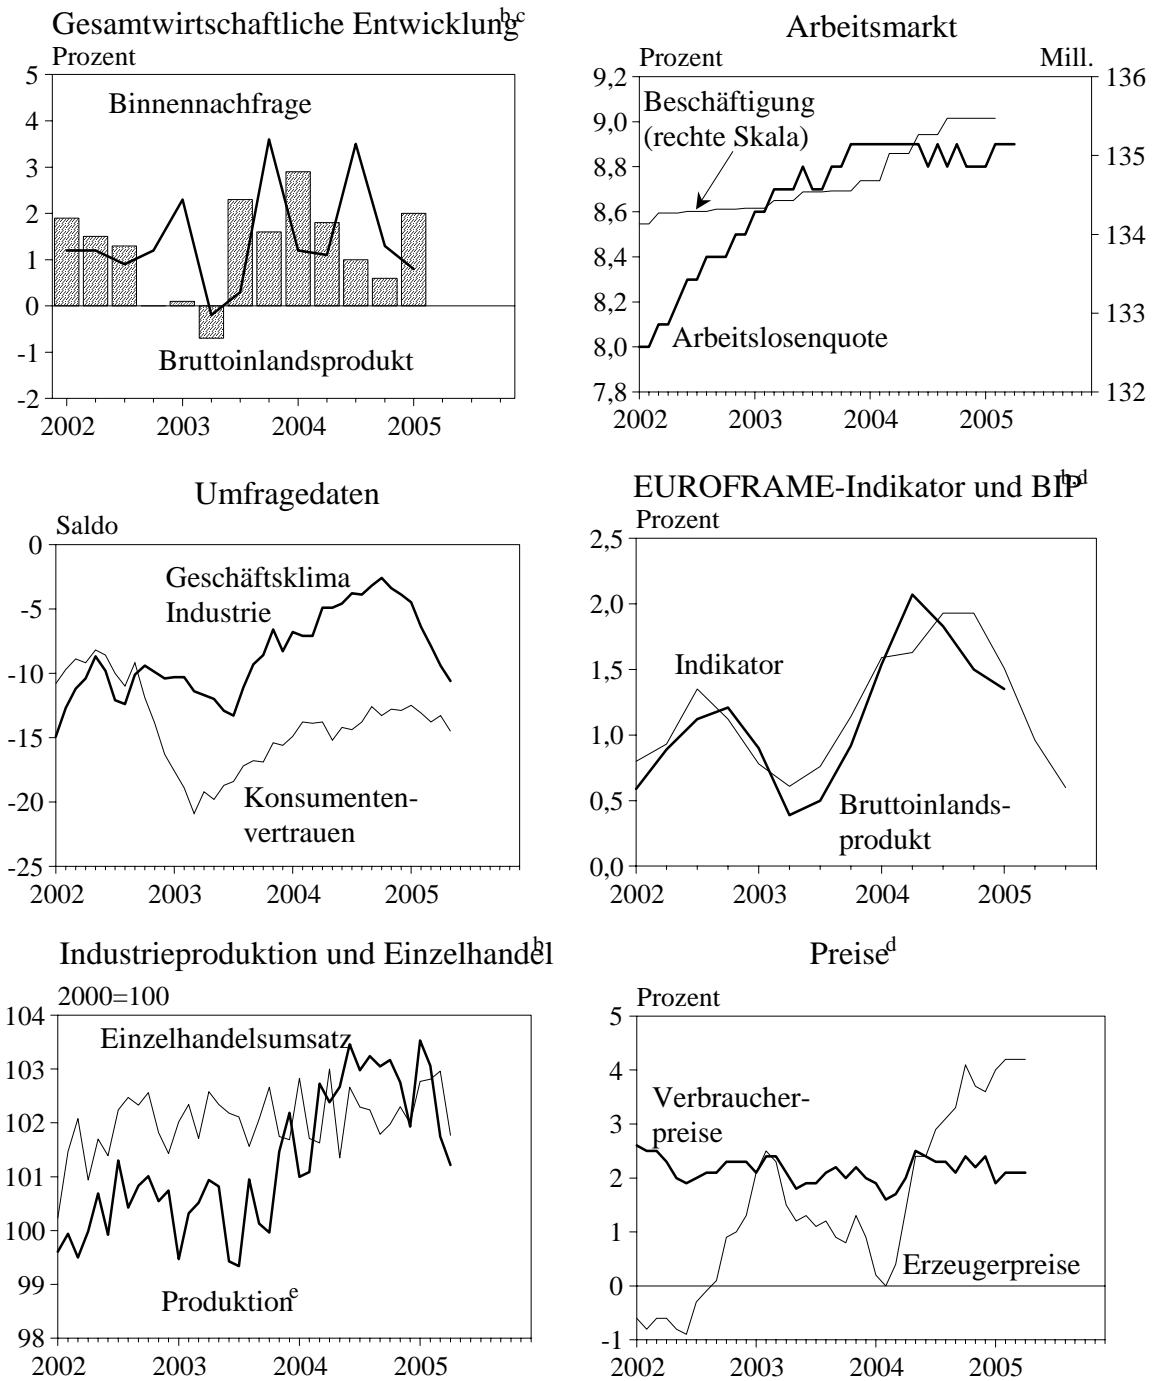 Gesamtwirtschaftliche Entwicklung b,c
Prozent
5
4
3
2
1
0
-1
-2
Binnennachfrage
Bruttoinlandsprodukt
2002 2003 2004 2005
Arbeitsmarkt
Prozent Mill.
9,2 136
9,0
8,8 135
8,6
8,4 134
8,2 133
8,0
7,8 132
Beschäftigung
(rechte Skala)
Arbeitslosenquote
2002 2003 2004 2005
Umfragedaten
Saldo
0
-5
-10
-15
-20
-25
Geschäftsklima
Industrie
Konsumenten-
vertrauen
2002 2003 2004 2005
EUROFRAME-Indikator und BIP b,d
Prozent
2,5
2,0
1,5
1,0
0,5
0,0
Indikator
Bruttoinlands-
produkt
2002 2003 2004 2005
Industrieproduktion und Einzelhandel b
2000=100
104
103
102
101
100
99
98
Einzelhandelsumsatz
Produktion e
2002 2003 2004 2005
Preise d
Prozent
5
4
3
2
1
0
-1
Verbraucher-
preise
Erzeugerpreise
2002 2003 2004 2005